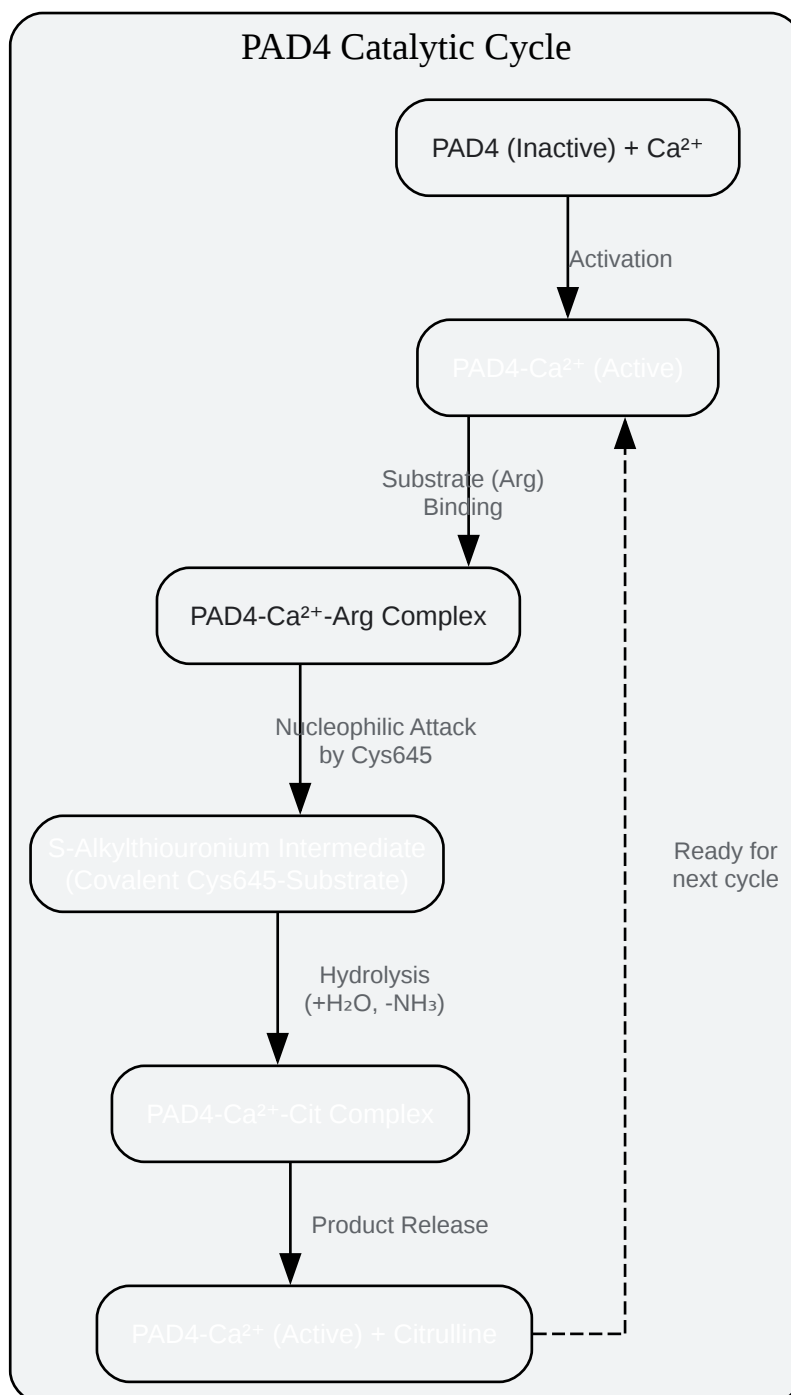 PAD4 Catalytic Cycle
PAD4 (Inactive) + Ca²⁺
Activation
PAD4-Ca²⁺ (Active)
Substrate (Arg)
Binding
PAD4-Ca²⁺-Arg Complex
Nucleophilic Attack
by Cys645
S-Alkylthiouronium Intermediate
(Covalent Cys645-Substrate)
Ready for
next cycle
Hydrolysis
(+H₂O, -NH₃)
PAD4-Ca²⁺-Cit Complex
Product Release
PAD4-Ca²⁺ (Active) + Citrulline